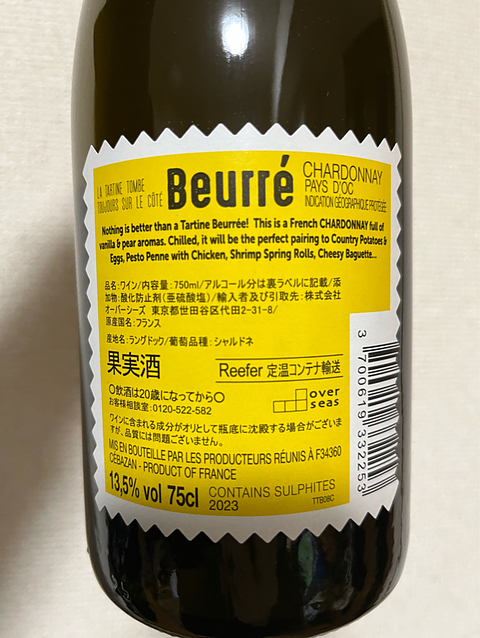 LA TARTINE TOMBE
TOUJOURS SUR LE CÔTÉ
Beurré
CHARDONNAY
PAYS D'OC
INDICATION GÉOGRAPHIQUE PROTÉGÉE
Nothing is better than a Tartine Beurrée! This is a French CHARDONNAY full of
vanilla & pear aromas. Chilled, it will be the perfect pairing to Country Potatoes &
Eggs, Pesto Penne with Chicken, Shrimp Spring Rolls, Cheesy Baguette...
品名:ワイン/内容量:750ml/アルコール分は裏ラベルに記載/添
加物:酸化防止剤(亜硫酸塩)/輸入者及び引取先:株式会社
オーバーシーズ 東京都世田谷区代田2-31-8/
原産国名:フランス
産地名:ラングドック/葡萄品種:シャルドネ
果実酒
Reefer 定温コンテナ輸送
〇飲酒は20歳になってから〇
お客様相談室:0120-522-582
over
seas
ワインに含まれる成分がオリとして瓶底に沈殿する場合がございま
すが、品質には問題ございません。
MIS EN BOUTEILLE PAR LES PRODUCTEURS RÉUNIS À F34360
CÉBAZAN - PRODUCT OF FRANCE
13,5% vol 75cl
CONTAINS SULPHITES
2023
TTB08C
3 700619 332253